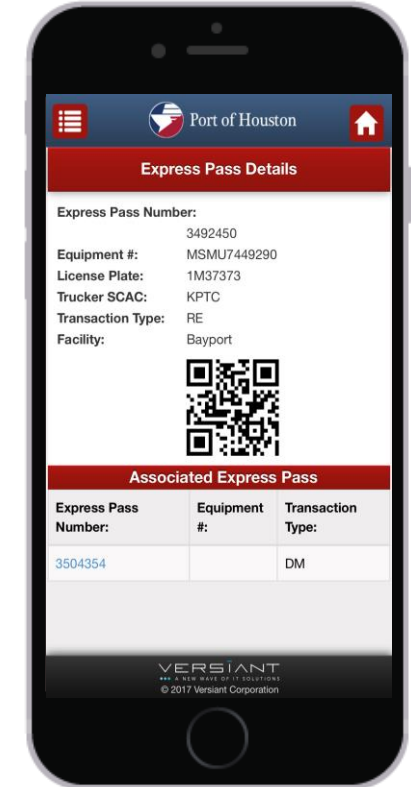 Port of Houston
Express Pass Details
Express Pass Number:
3492450
Equipment #: MSMU7449290
License Plate: 1M37373
Trucker SCAC: KPTC
Transaction Type: RE
Facility: Bayport
Associated Express Pass
Express Pass Number: Equipment #: Transaction Type:
3504354 DM
VERSIANT
A NEW WAVE OF IT SOLUTIONS
© 2017 Versiant Corporation